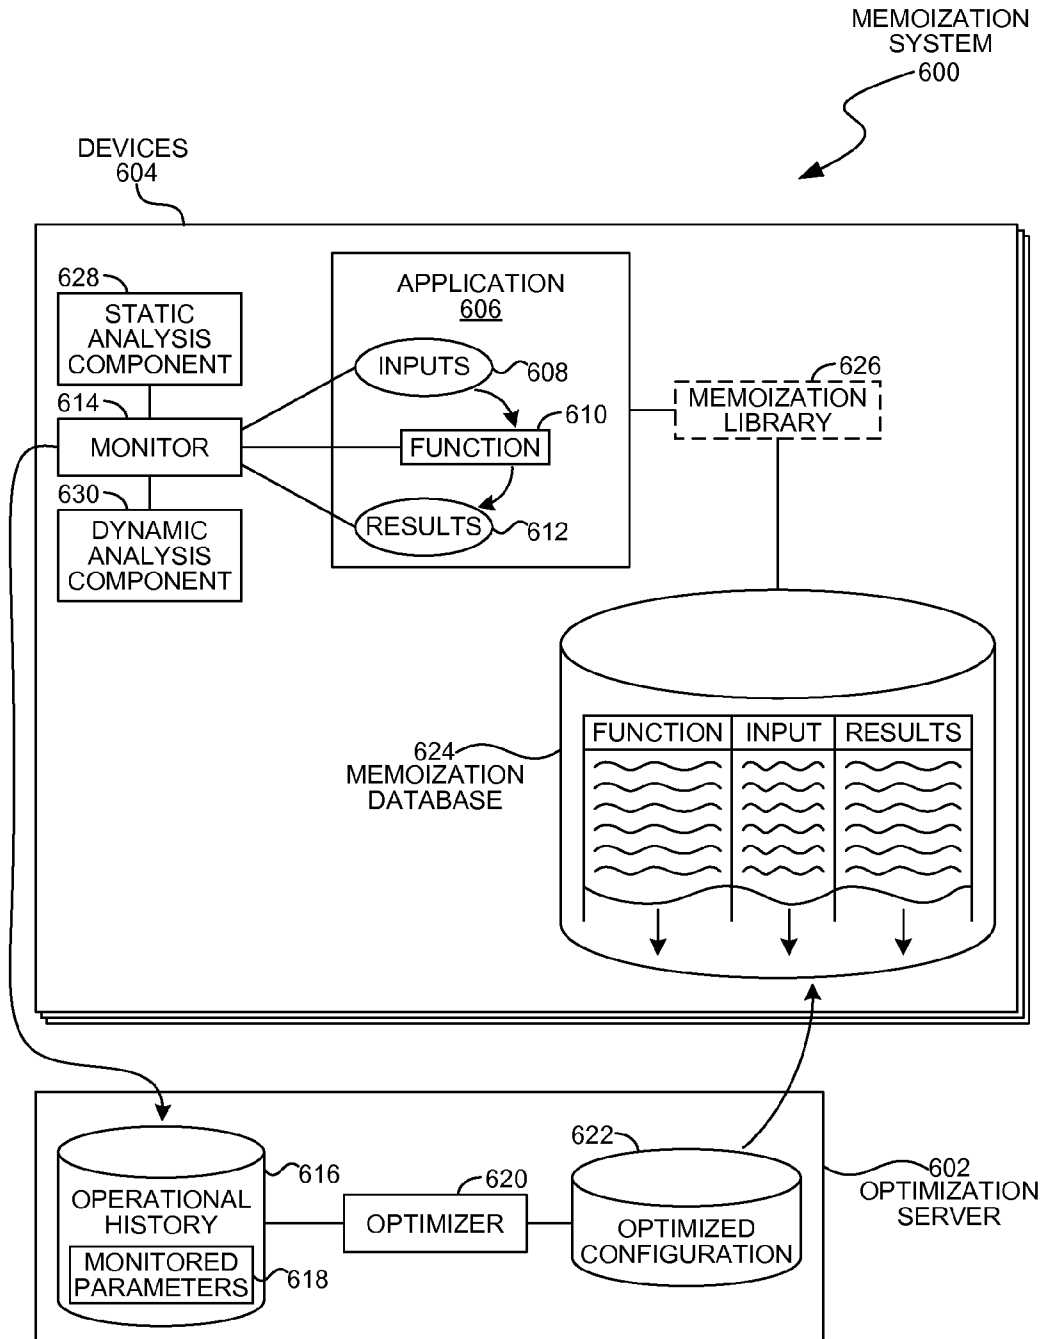 MEMOIZATION
SYSTEM
600
DEVICES
604
628
STATIC
ANALYSIS
COMPONENT
614
MONITOR
630
DYNAMIC
ANALYSIS
COMPONENT
APPLICATION
606
INPUTS
608
610
FUNCTION
RESULTS
612
626
MEMOIZATION
LIBRARY
624
MEMOIZATION
DATABASE
FUNCTION INPUT RESULTS
616
OPERATIONAL
HISTORY
MONITORED
PARAMETERS
618
620
OPTIMIZER
622
OPTIMIZED
CONFIGURATION
602
OPTIMIZATION
SERVER